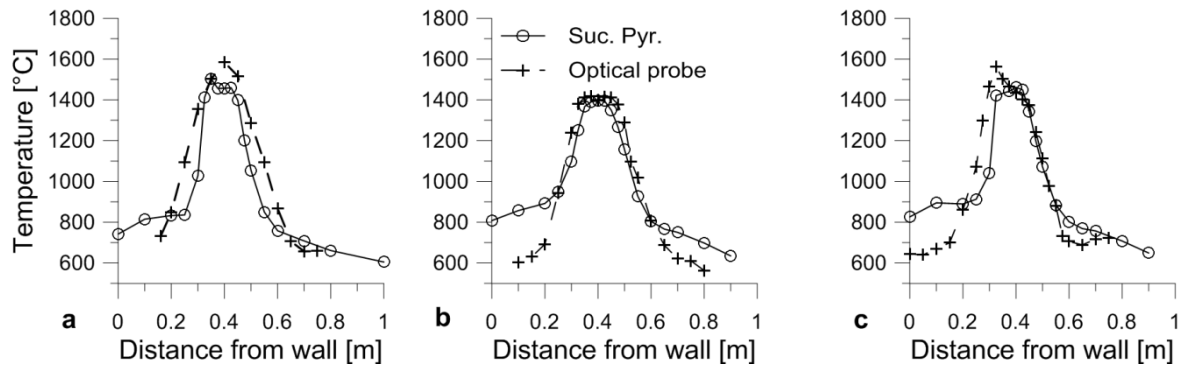 1800 1800 1800
1600 1600 1600
1400 1400 1400
1200 1200 1200
1000 1000 1000
800 800 800
600 600 600
Temperature [°C]
Suc. Pyr.
Optical probe
a b c
0 0.2 0.4 0.6 0.8 1 0 0.2 0.4 0.6 0.8 1 0 0.2 0.4 0.6 0.8 1
Distance from wall [m] Distance from wall [m] Distance from wall [m]